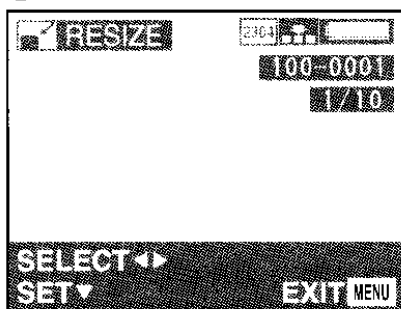 RESIZE 2304
100-0001
1/10
SELECT◀▶
SET▼ EXIT MENU